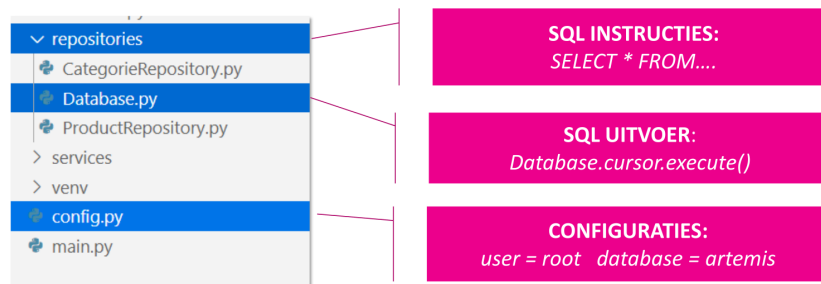 repositories
CategorieRepository.py
Database.py
ProductRepository.py
services
venv
config.py
main.py
SQL INSTRUCTIES:
SELECT * FROM....
SQL UITVOER:
Database.cursor.execute()
CONFIGURATIES:
user = root database = artemis